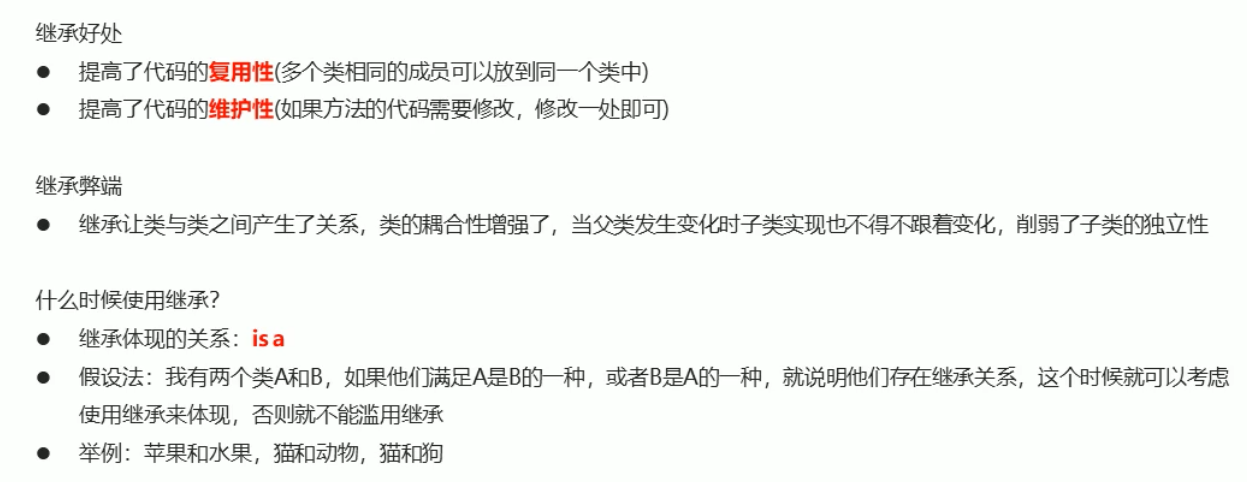 继承好处
● 提高了代码的复用性(多个类相同的成员可以放到同一个类中)
● 提高了代码的维护性(如果方法的代码需要修改，修改一处即可)
继承弊端
● 继承让类与类之间产生了关系，类的耦合性增强了，当父类发生变化时子类实现也不得不跟着变化，削弱了子类的独立性
什么时候使用继承?
● 继承体现的关系：is a
● 假设法：我有两个类A和B，如果他们满足A是B的一种，或者B是A的一种，就说明他们存在继承关系，这个时候就可以考虑
使用继承来体现，否则就不能滥用继承
● 举例：苹果和水果，猫和动物，猫和狗